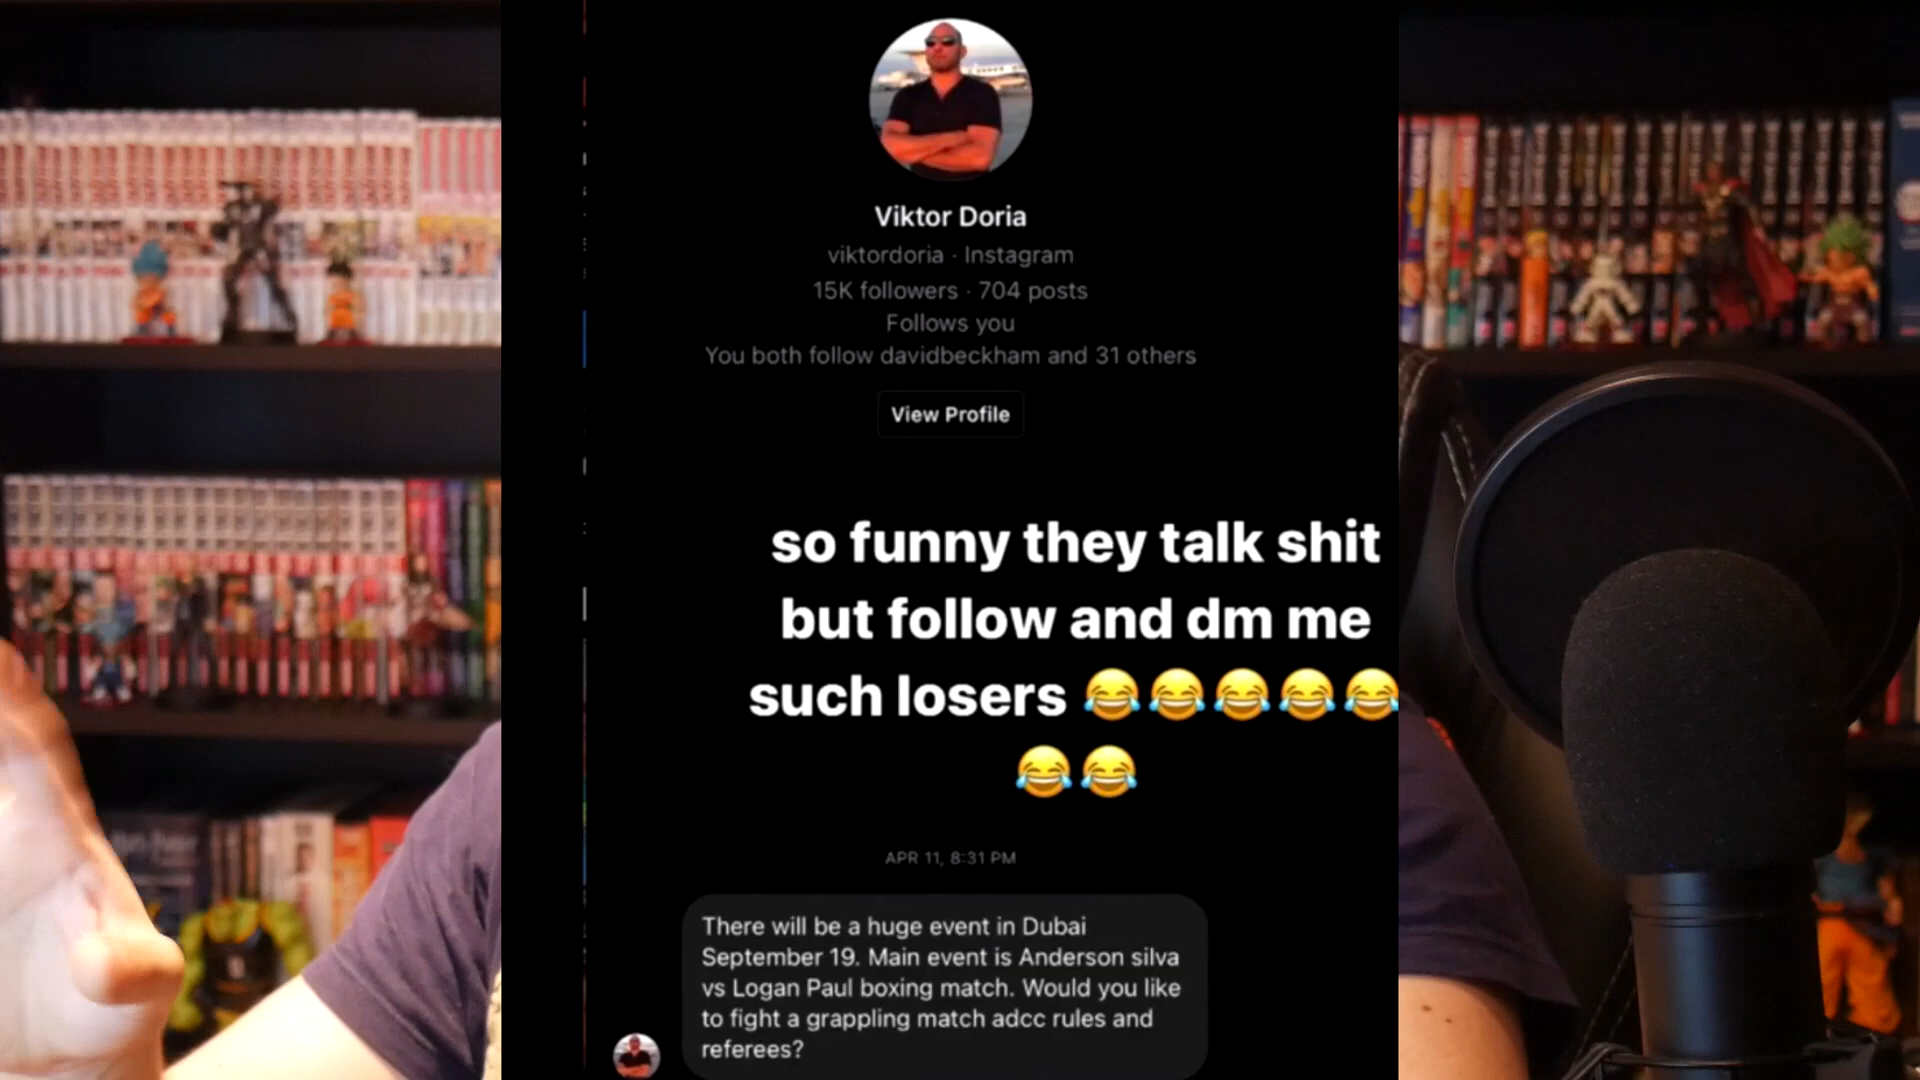 Viktor Doria
viktordoria · Instagram
15K followers · 704 posts
Follows you
You both follow davidbeckham and 31 others
View Profile
so funny they talk shit
but follow and dm me
such losers 😂😂😂😂😂
😂😂
APR 11, 8:31 PM
There will be a huge event in Dubai
September 19. Main event is Anderson silva
vs Logan Paul boxing match. Would you like
to fight a grappling match adcc rules and
referees?